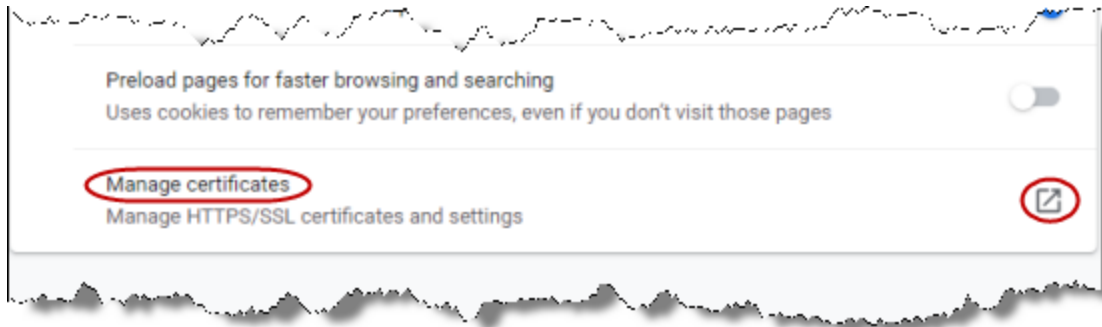 Preload pages for faster browsing and searching
Uses cookies to remember your preferences, even if you don't visit those pages
Manage certificates
Manage HTTPS/SSL certificates and settings